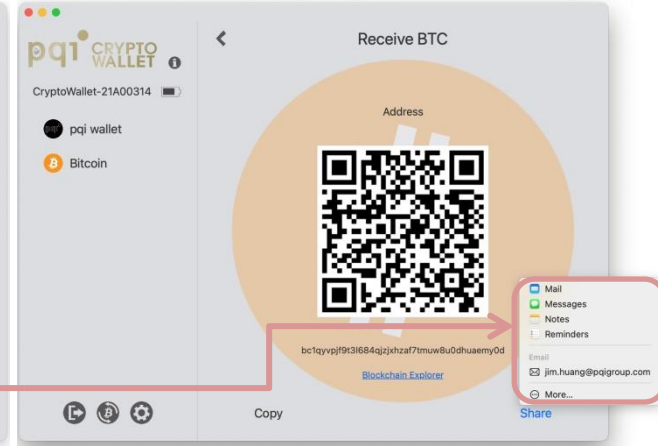 pqi CRYPTO WALLET
CryptoWallet-21A00314
pqi wallet
Bitcoin
Receive BTC
Address
bc1qyvpjf9t3l684qjzjxhzaf7tmuw8u0dhuaemy0d
Blockchain Explorer
Copy
Share
Mail
Messages
Notes
Reminders
Email
jim.huang@pqigroup.com
More...